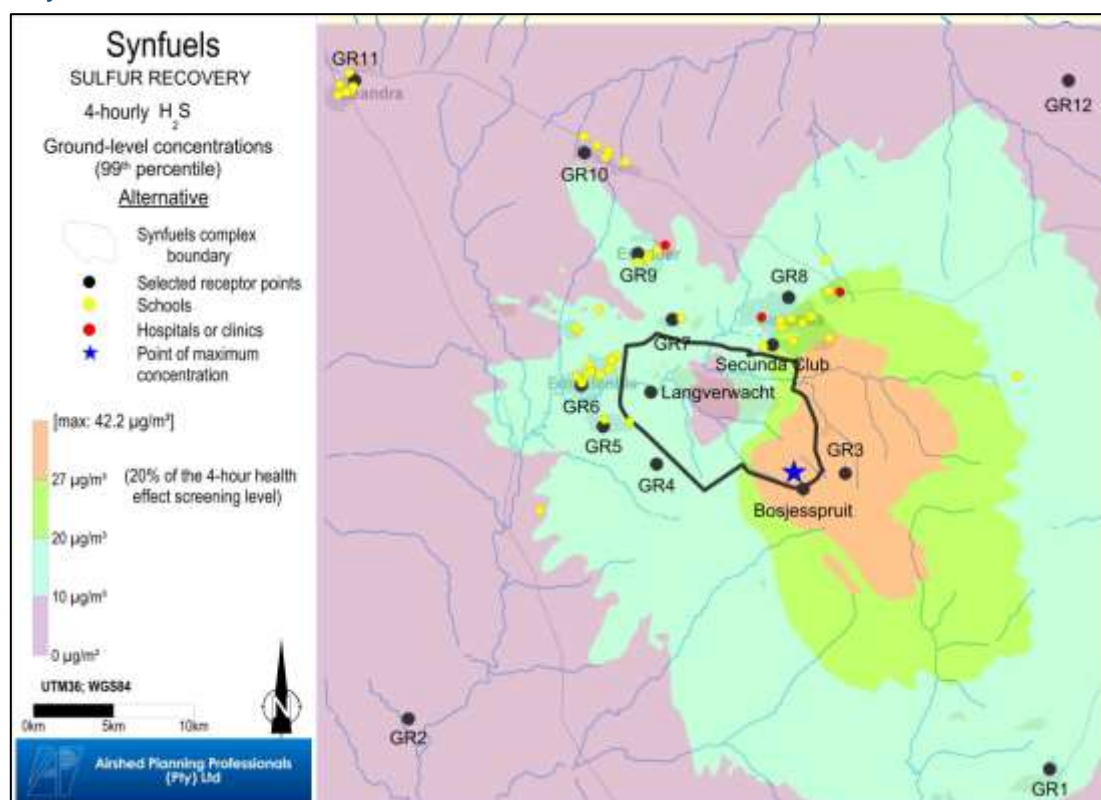 Synfuels
SULFUR RECOVERY
4-hourly H2S
Ground-level concentrations
(99th percentile)
Alternative
Synfuels complex
boundary
Selected receptor points
Schools
Hospitals or clinics
Point of maximum
concentration
[max: 42.2 µg/m³]
27 µg/m³
(20% of the 4-hour health
effect screening level)
20 µg/m³
10 µg/m³
0 µg/m³
UTM36; WGS84
0km
5km
10km
N
Airshed Planning Professionals
(Pty) Ltd
GR11
GR12
GR10
GR9
GR8
GR7
Secunda Club
Langverwacht
GR6
GR5
GR4
GR3
Bosjesspruit
GR2
GR1